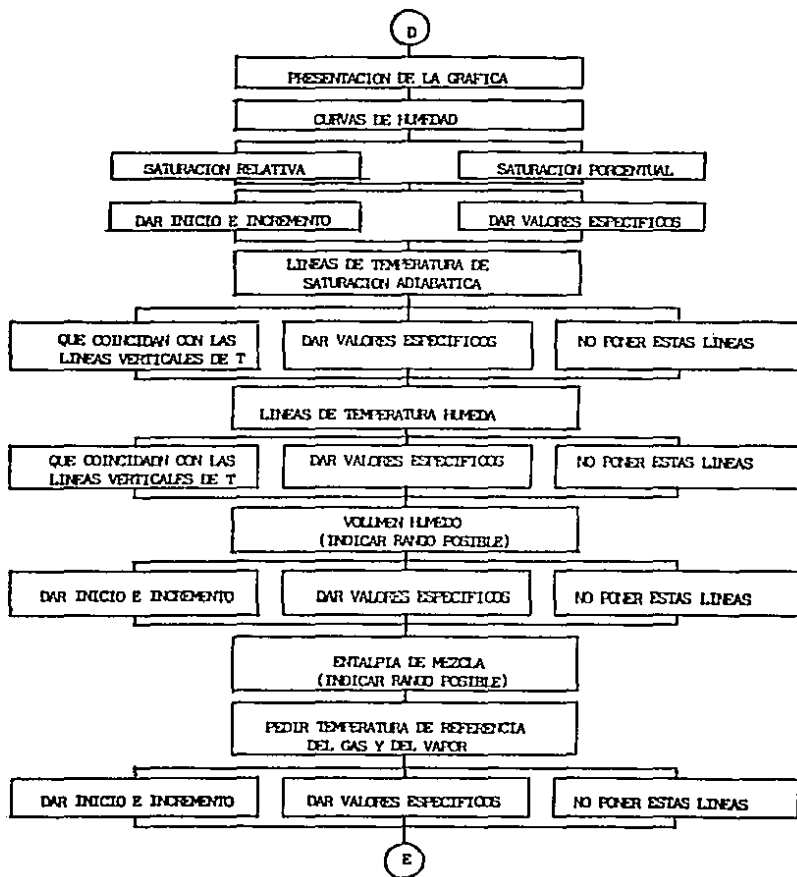 D
PRESENTACION DE LA GRAFICA
CURVAS DE HUMEDAD
SATURACION RELATIVA
SATURACION PORCENTUAL
DAR INICIO E INCREMENTO
DAR VALORES ESPECIFICOS
LINEAS DE TEMPERATURA DE
SATURACION ADIABATICA
QUE COINCIDAN CON LAS
LINEAS VERTICALES DE T
DAR VALORES ESPECIFICOS
NO PONER ESTAS LÍNEAS
LINEAS DE TEMPERATURA HUMEDA
QUE COINCIDADN CON LAS
LINEAS VERTICALES DE T
DAR VALORES ESPECIFICOS
NO PONER ESTAS LINEAS
VOLUMEN HUMEDO
(INDICAR RANGO POSIBLE)
DAR INICIO E INCREMENTO
DAR VALORES ESPECIFICOS
NO PONER ESTAS LINEAS
ENTALPIA DE MEZCLA
(INDICAR RANGO POSIBLE)
PEDIR TEMPERATURA DE REFERENCIA
DEL GAS Y DEL VAPOR
DAR INICIO E INCREMENTO
DAR VALORES ESPECIFICOS
NO PONER ESTAS LINEAS
E